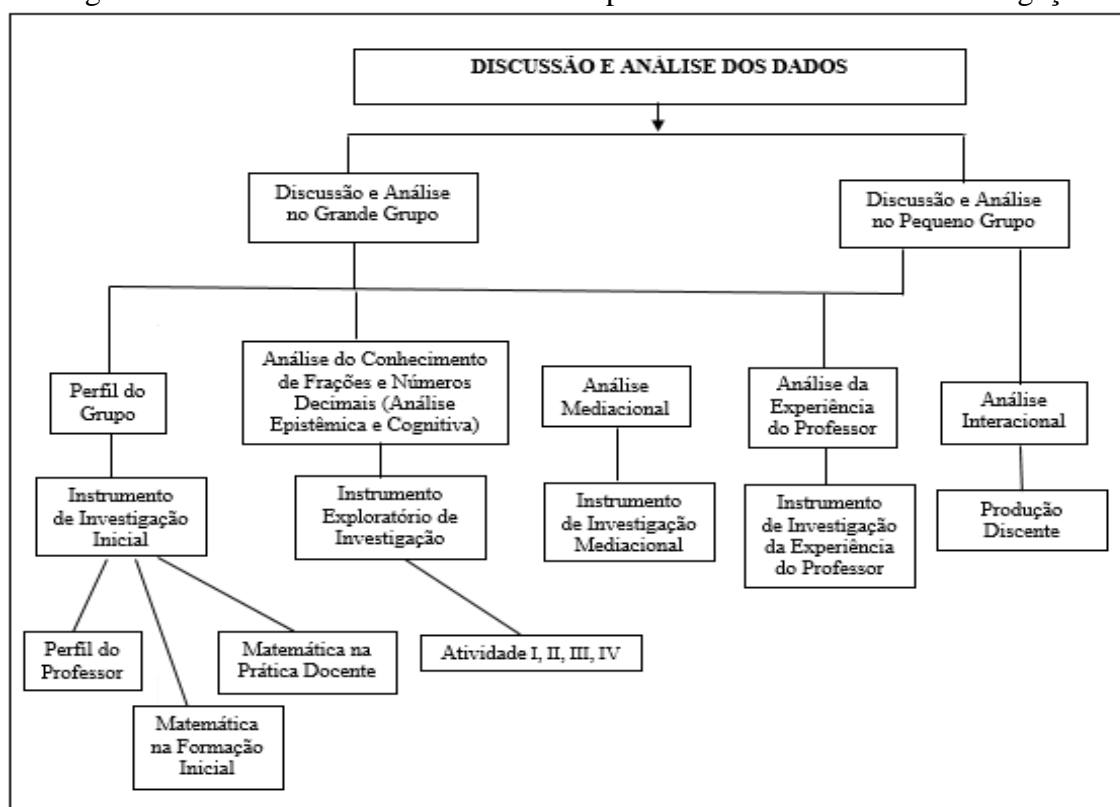 DISCUSSÃO E ANÁLISE DOS DADOS
Discussão e Análise
no Grande Grupo
Discussão e Análise
no Pequeno Grupo
Perfil do
Grupo
Análise do Conhecimento
de Frações e Números
Decimais (Análise
Epistêmica e Cognitiva)
Análise
Mediacional
Análise da
Experiência
do Professor
Análise
Interacional
Instrumento
de Investigação
Inicial
Instrumento
Exploratório de
Investigação
Instrumento
de Investigação
Mediacional
Instrumento
de Investigação
da Experiência
do Professor
Produção
Discente
Perfil do
Professor
Matemática na
Prática Docente
Atividade I, II, III, IV
Matemática
na Formação
Inicial